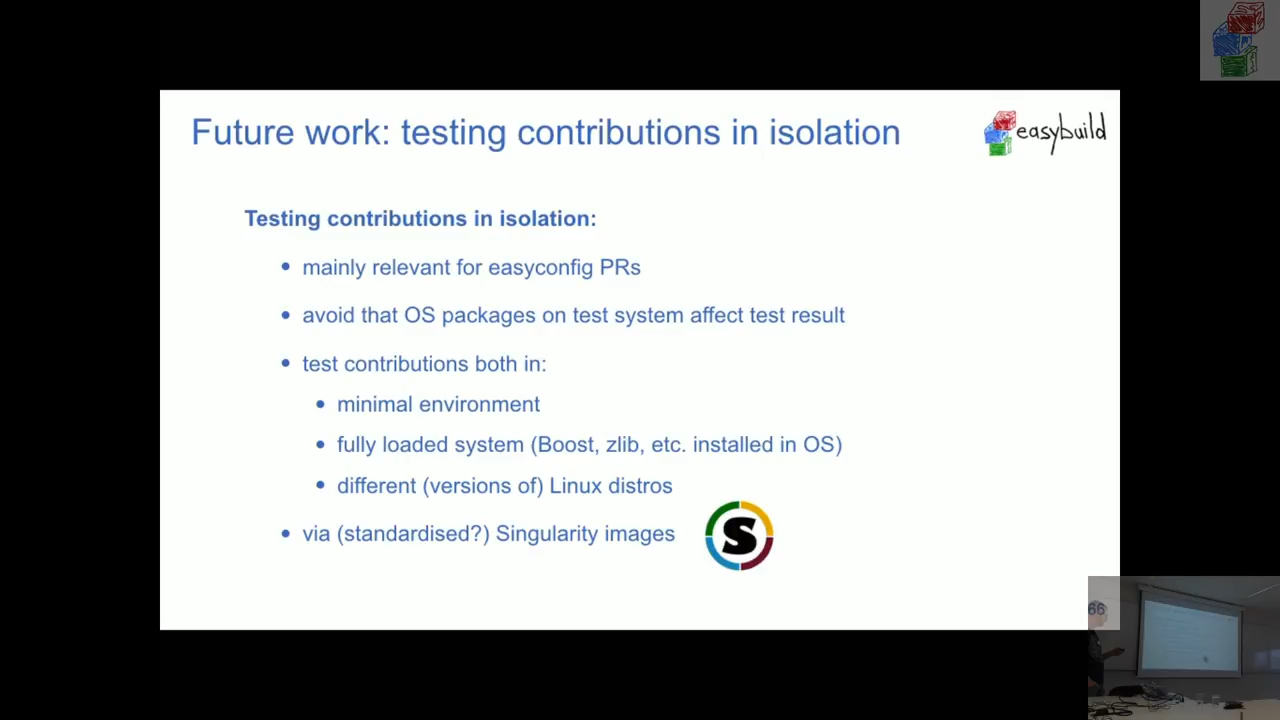 Future work: testing contributions in isolation
easybuild
Testing contributions in isolation:
• mainly relevant for easyconfig PRs
• avoid that OS packages on test system affect test result
• test contributions both in:
• minimal environment
• fully loaded system (Boost, zlib, etc. installed in OS)
• different (versions of) Linux distros
• via (standardised?) Singularity images
S
66